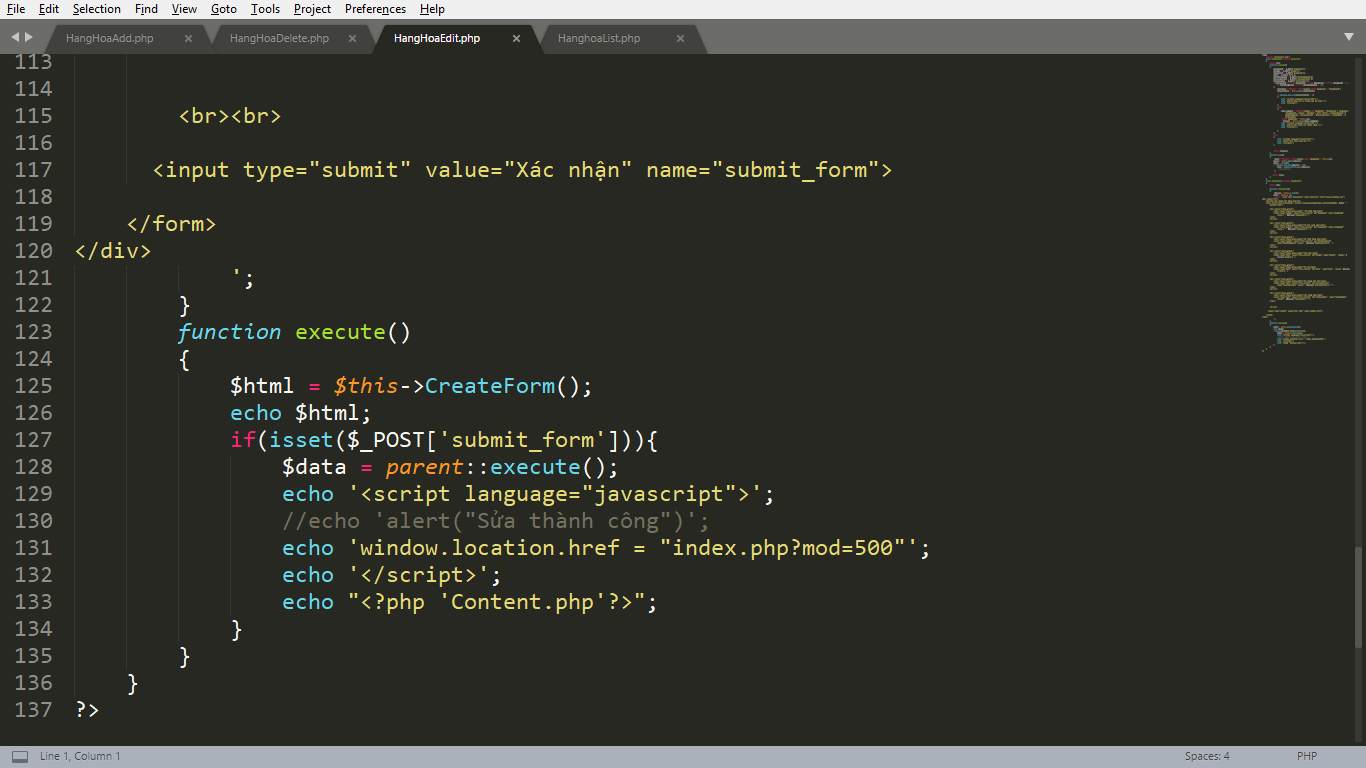 File Edit Selection Find View Goto Tools Project Preferences Help
HangHoaAdd.php × HangHoaDelete.php × HangHoaEdit.php × HanghoaList.php ×
113
114
115 <br><br>
116
117 <input type="submit" value="Xác nhận" name="submit_form">
118
119 </form>
120 </div>
121 ';
122 }
123 function execute()
124 {
125 $html = $this->CreateForm();
126 echo $html;
127 if(isset($_POST['submit_form'])){
128 $data = parent::execute();
129 echo '<script language="javascript">';
130 //echo 'alert("Sửa thành công")';
131 echo 'window.location.href = "index.php?mod=500"';
132 echo '</script>';
133 echo "<?php 'Content.php'?>";
134 }
135 }
136 }
137 ?>
Line 1, Column 1 Spaces: 4 PHP